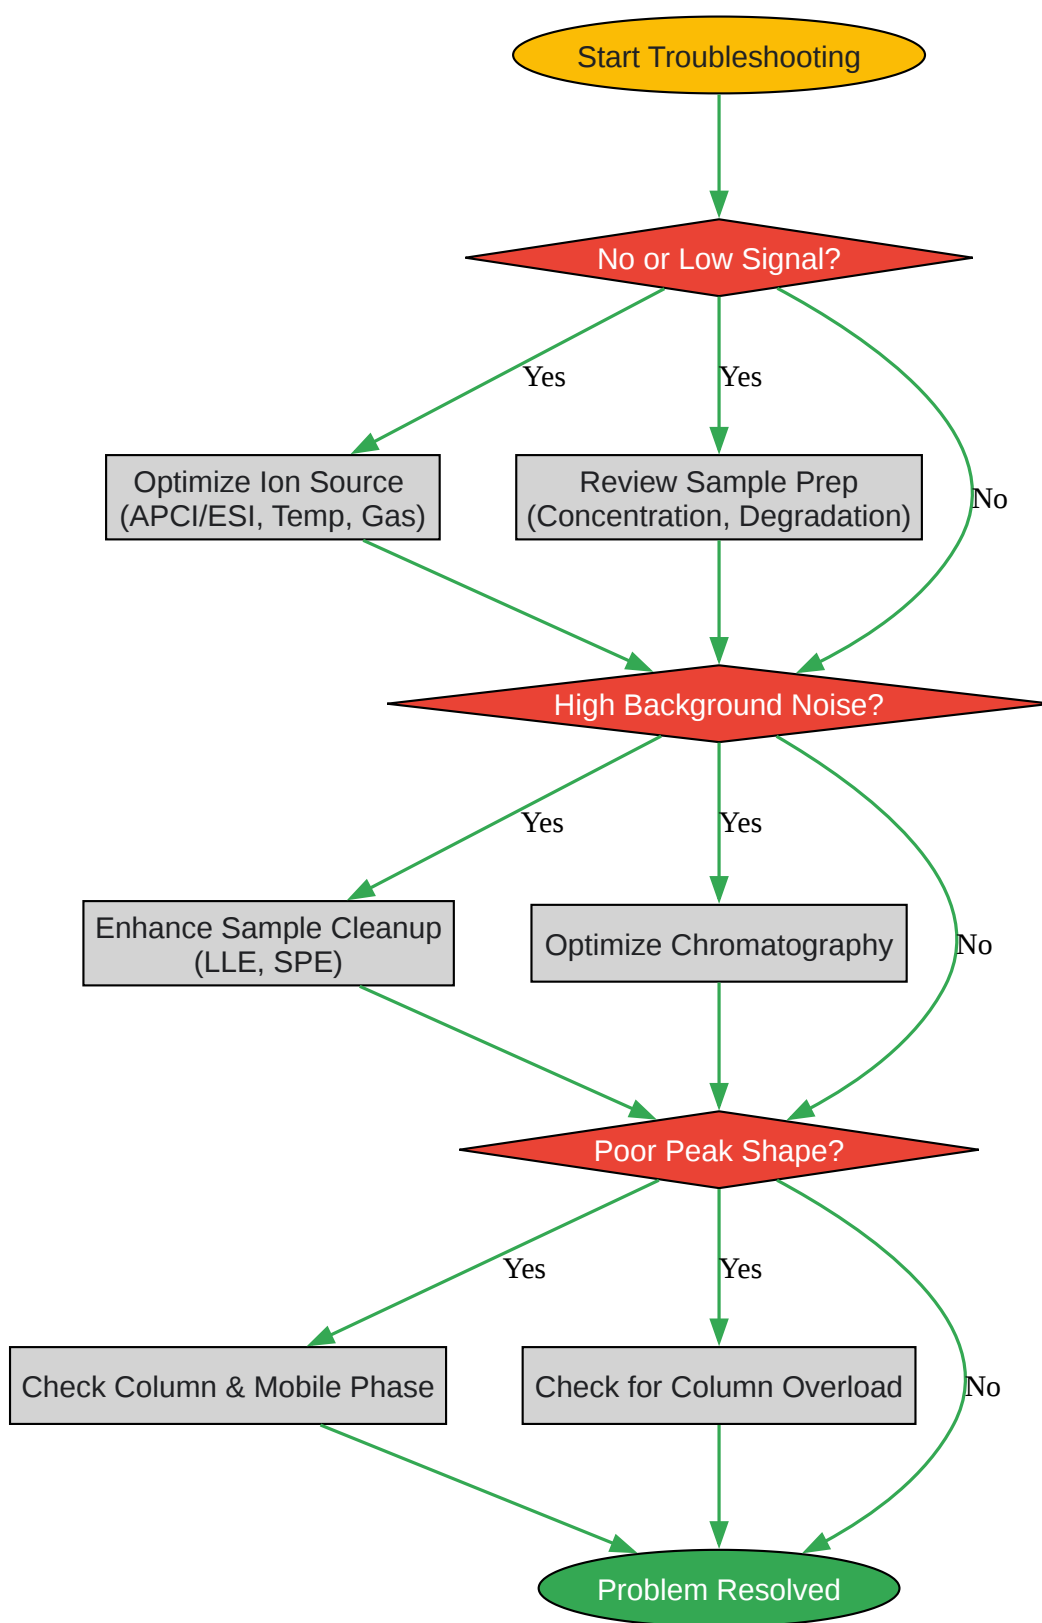 Start Troubleshooting
No or Low Signal?
Yes
Yes
Optimize Ion Source
(APCI/ESI, Temp, Gas)
Review Sample Prep
(Concentration, Degradation)
No
High Background Noise?
Yes
Yes
Enhance Sample Cleanup
(LLE, SPE)
Optimize Chromatography
No
Poor Peak Shape?
Yes
Yes
Check Column & Mobile Phase
Check for Column Overload
No
Problem Resolved